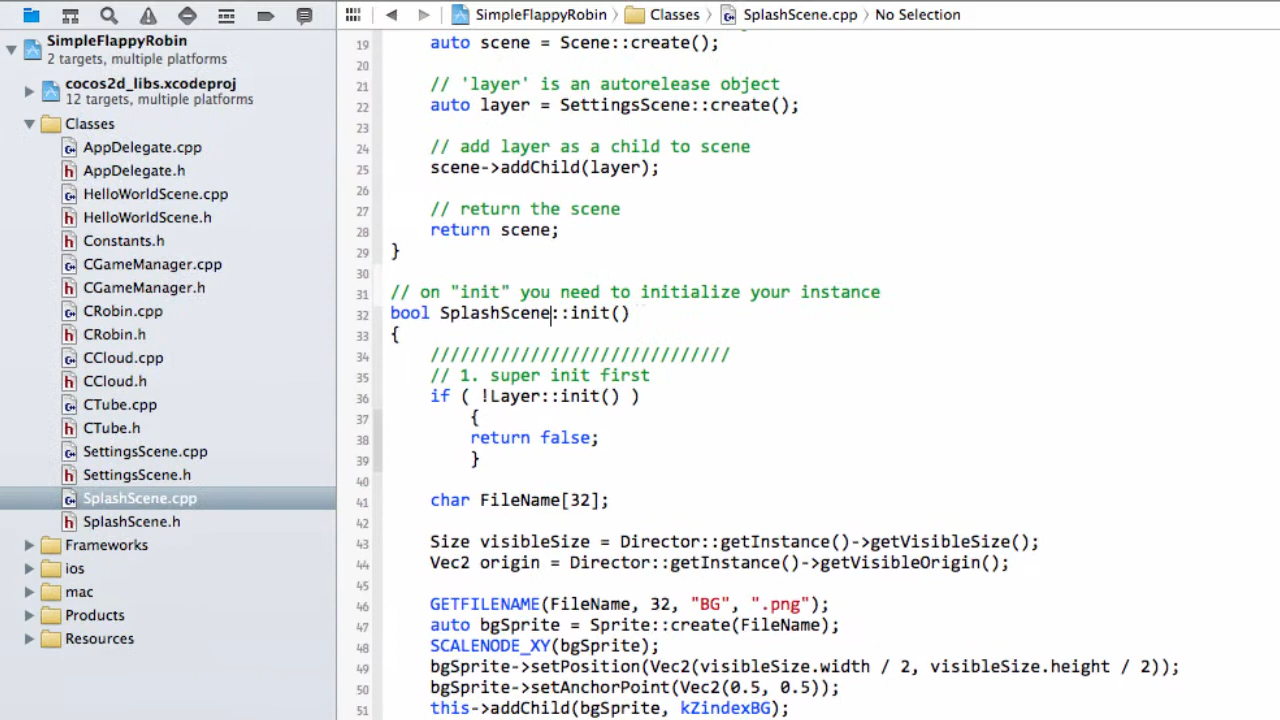 SimpleFlappyRobin
2 targets, multiple platforms
cocos2d_libs.xcodeproj
12 targets, multiple platforms
Classes
AppDelegate.cpp
AppDelegate.h
HelloWorldScene.cpp
HelloWorldScene.h
Constants.h
CGameManager.cpp
CGameManager.h
CRobin.cpp
CRobin.h
CCloud.cpp
CCloud.h
CTube.cpp
CTube.h
SettingsScene.cpp
SettingsScene.h
SplashScene.cpp
SplashScene.h
Frameworks
ios
mac
Products
Resources
SimpleFlappyRobin Classes SplashScene.cpp No Selection
19 auto scene = Scene::create();
20
21 // 'layer' is an autorelease object
22 auto layer = SettingsScene::create();
23
24 // add layer as a child to scene
25 scene->addChild(layer);
26
27 // return the scene
28 return scene;
29 }
30
31 // on "init" you need to initialize your instance
32 bool SplashScene::init()
33 {
34 //////////////////////////////
35 // 1. super init first
36 if ( !Layer::init() )
37 {
38 return false;
39 }
40
41 char FileName[32];
42
43 Size visibleSize = Director::getInstance()->getVisibleSize();
44 Vec2 origin = Director::getInstance()->getVisibleOrigin();
45
46 GETFILENAME(FileName, 32, "BG", ".png");
47 auto bgSprite = Sprite::create(FileName);
48 SCALENODE_XY(bgSprite);
49 bgSprite->setPosition(Vec2(visibleSize.width / 2, visibleSize.height / 2));
50 bgSprite->setAnchorPoint(Vec2(0.5, 0.5));
51 this->addChild(bgSprite, kZindexBG);